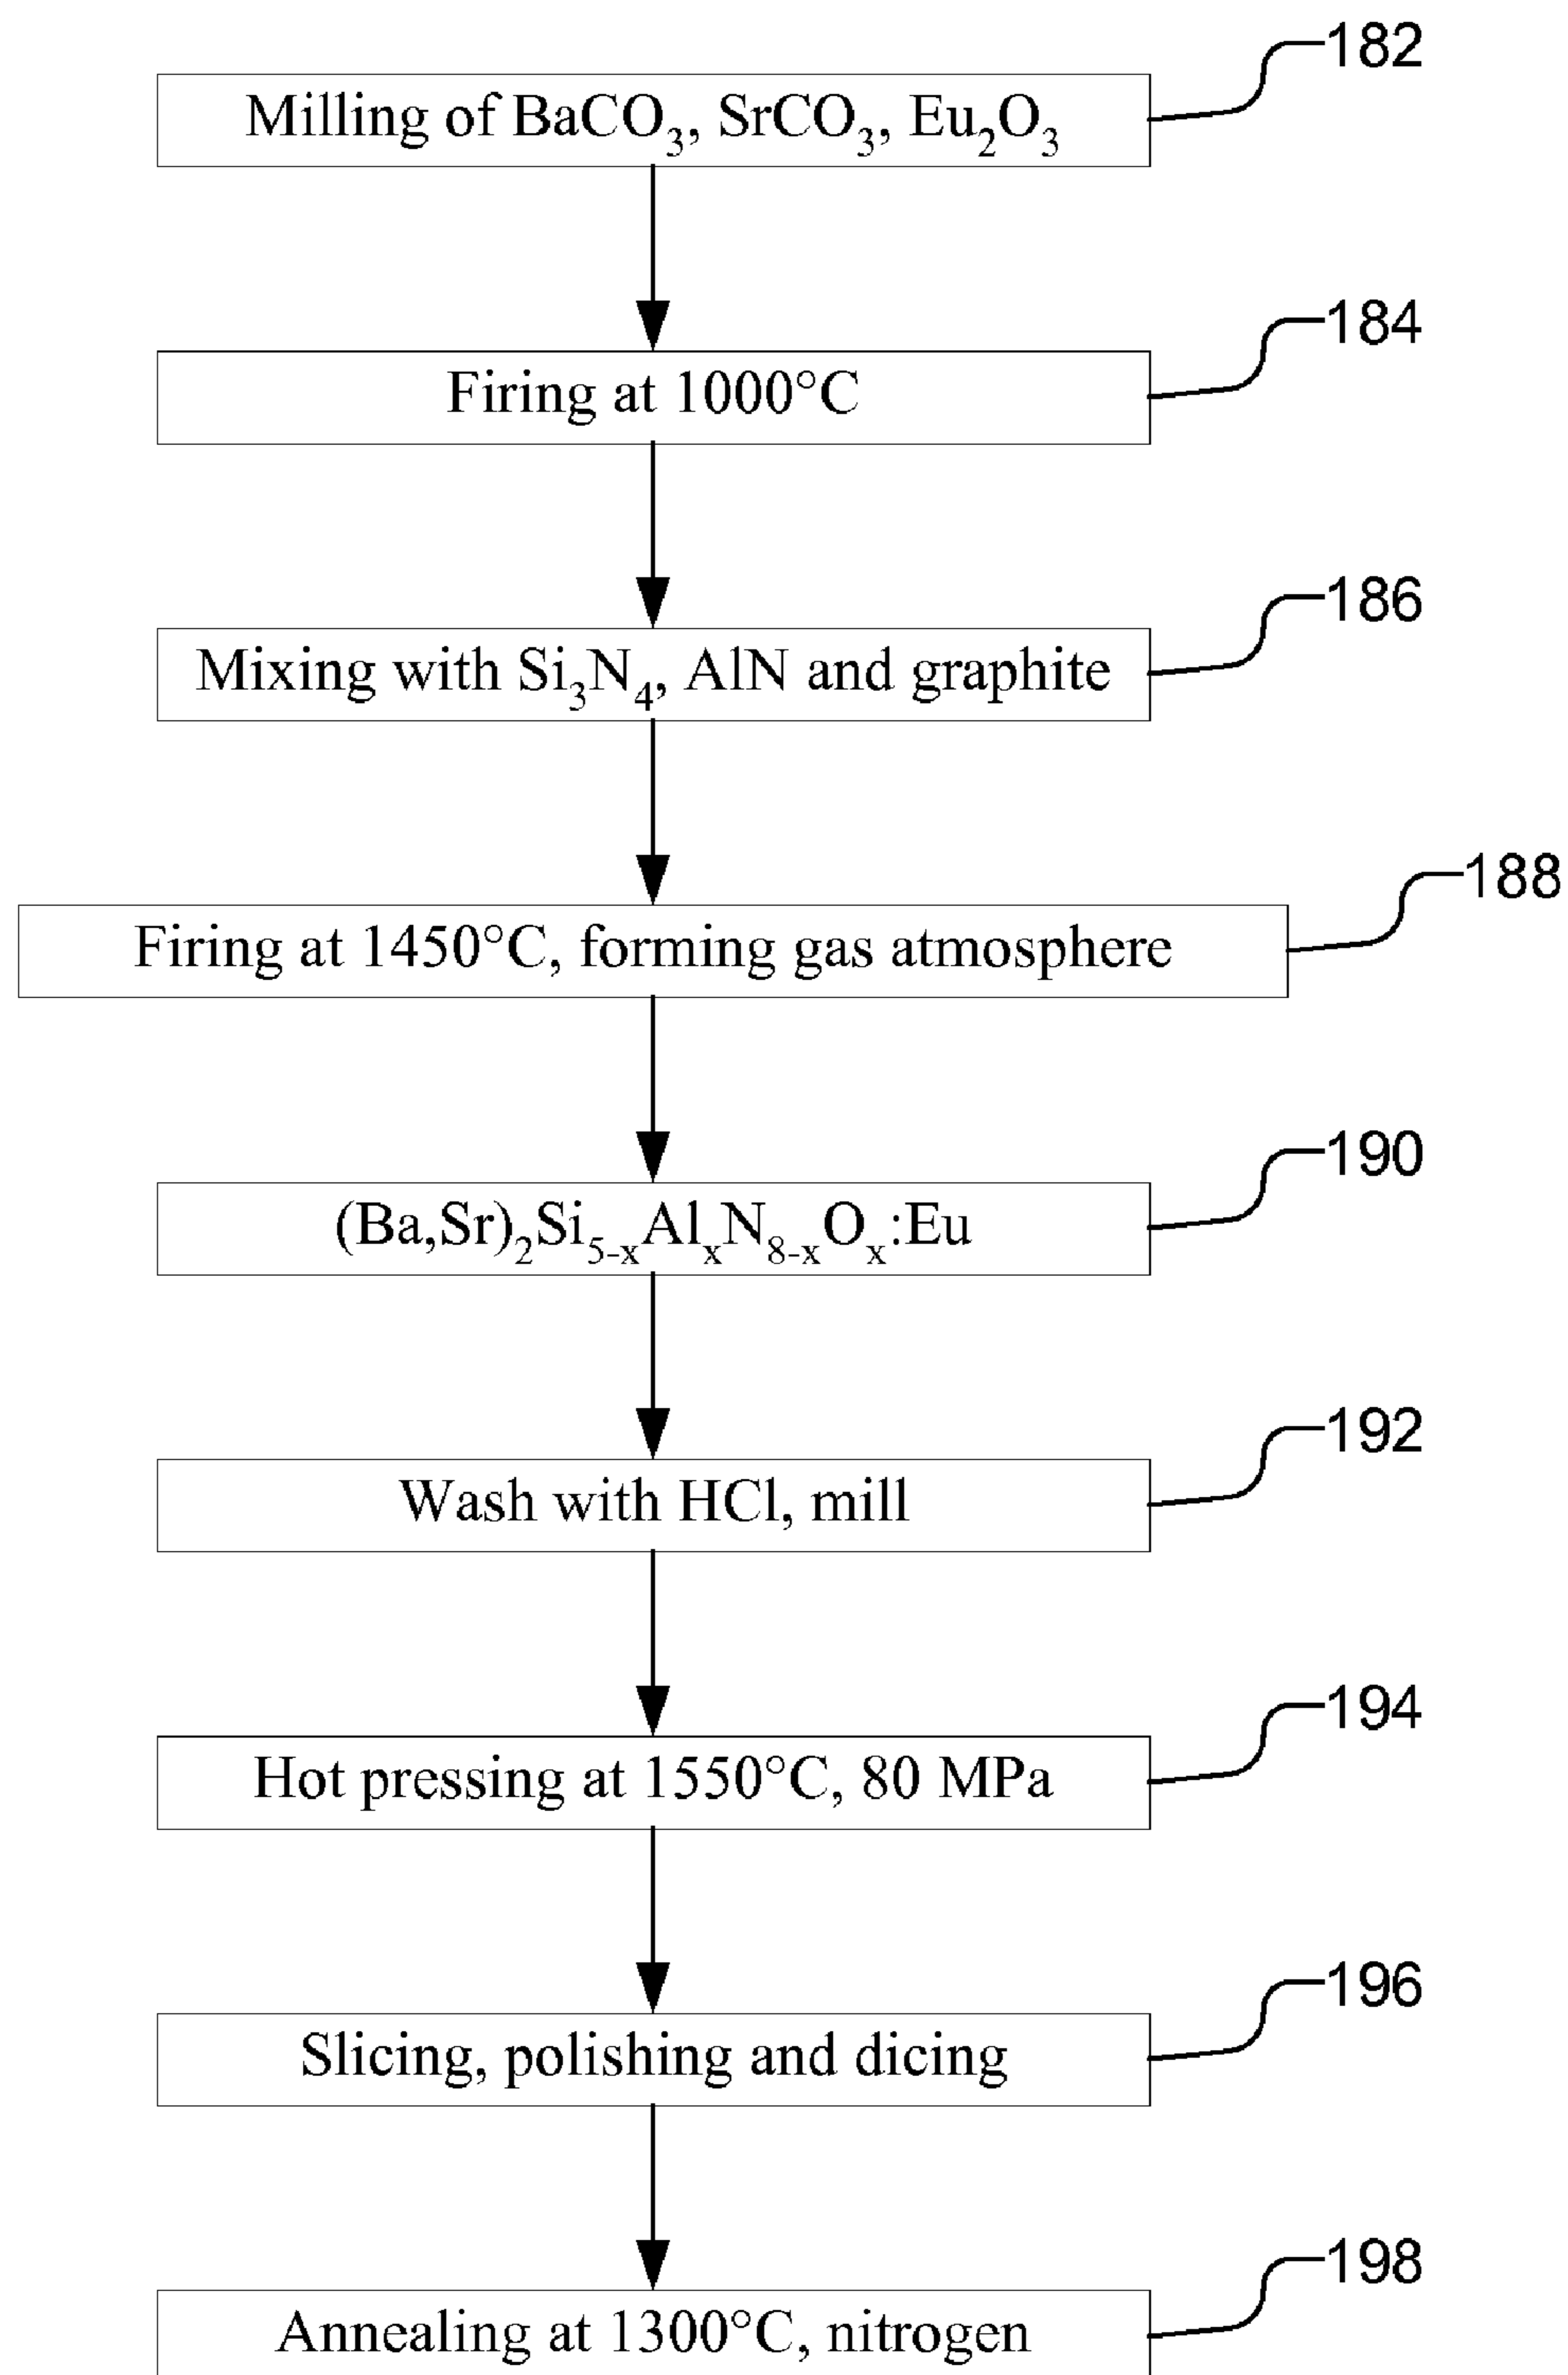 182
Milling of BaCO₃, SrCO₃, Eu₂O₃
184
Firing at 1000°C
186
Mixing with Si₃N₄, AlN and graphite
188
Firing at 1450°C, forming gas atmosphere
190
(Ba,Sr)₂Si₅₋ₓAlₓN₈₋ₓOₓ:Eu
192
Wash with HCl, mill
194
Hot pressing at 1550°C, 80 MPa
196
Slicing, polishing and dicing
198
Annealing at 1300°C, nitrogen